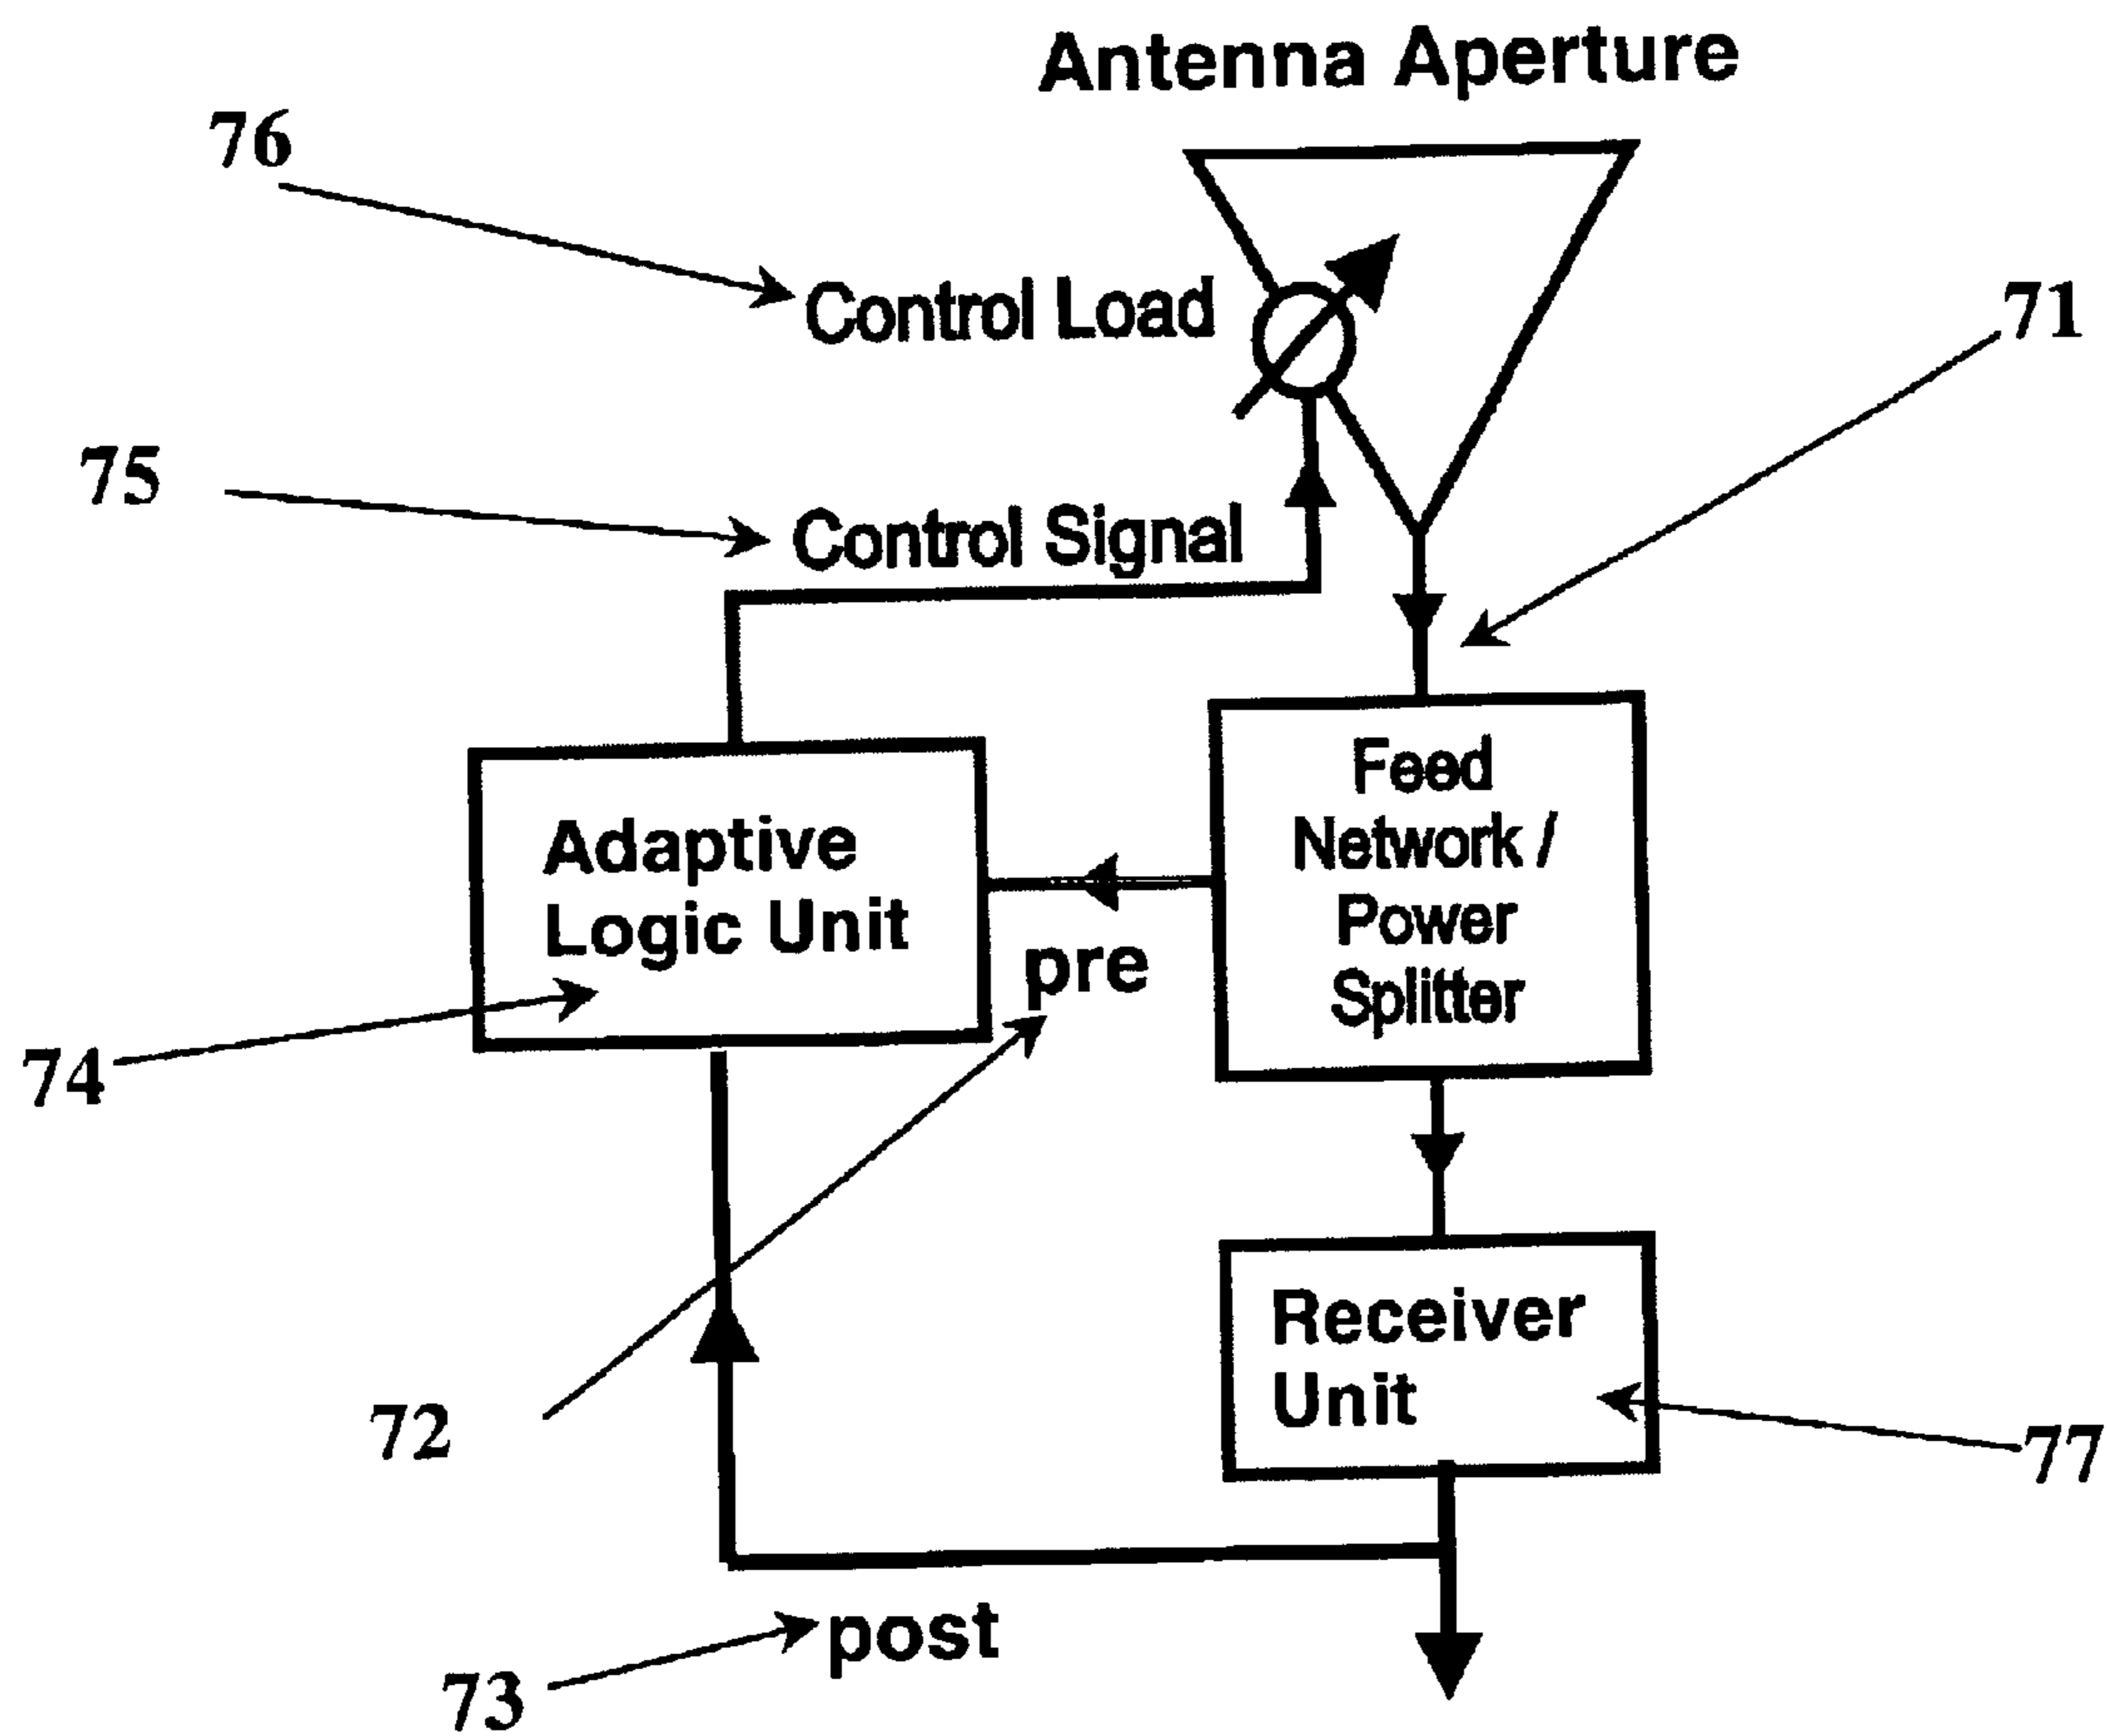 Antenna Aperture
76
Control Load
71
75
Control Signal
Feed
Network /
Power
Splitter
Adaptive
Logic Unit
pre
74
Receiver
Unit
72
77
post
73